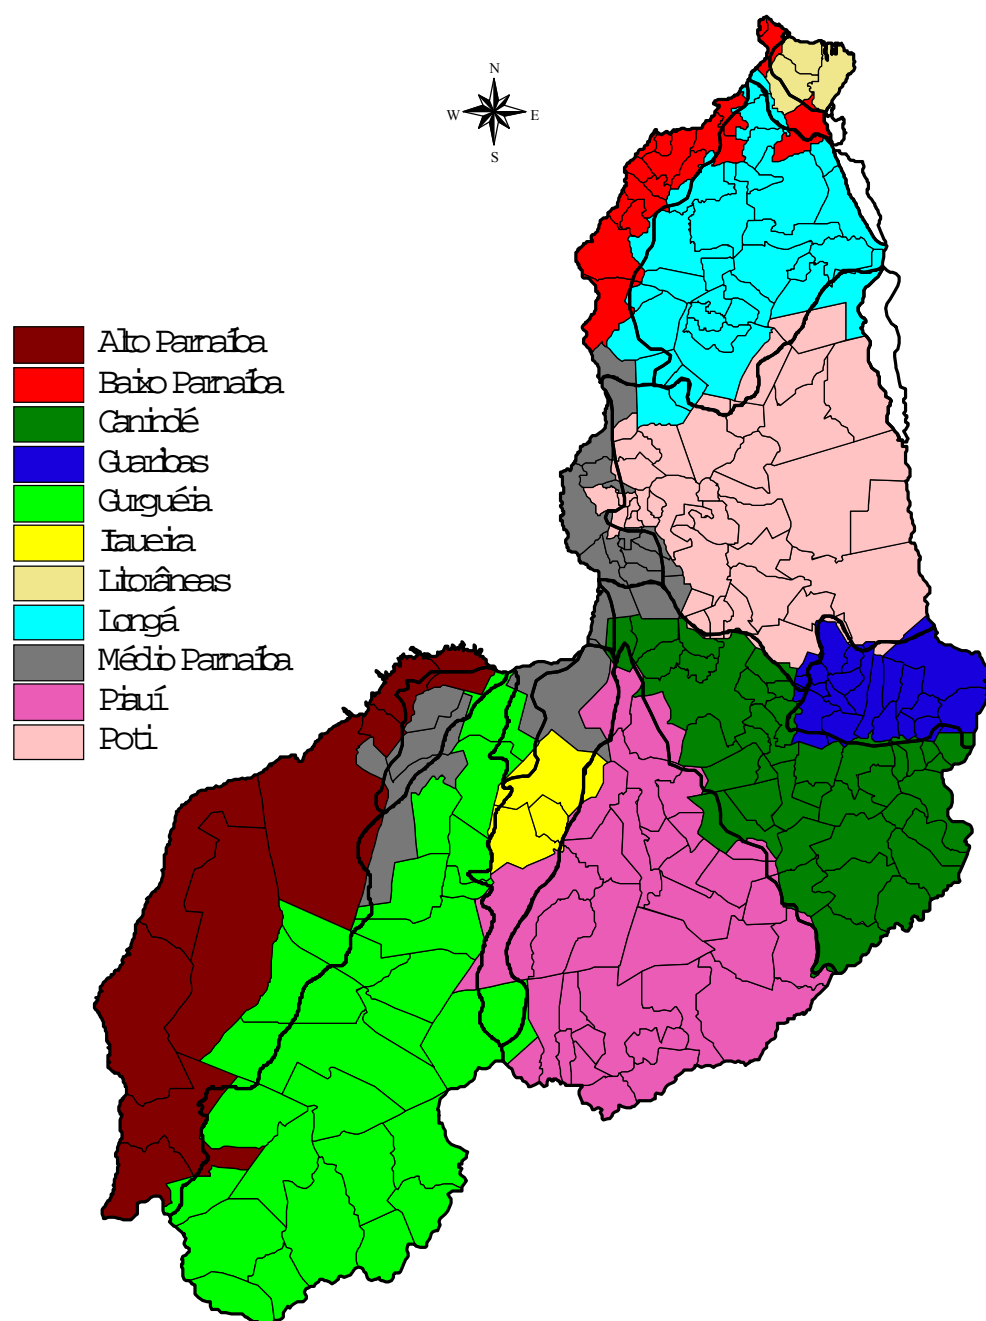 N
W E
S
Alto Parnaíba
Baixo Parnaíba
Canindé
Guaribas
Gurguéia
Itaueira
Litorâneas
Longá
Médio Parnaíba
Piauí
Poti